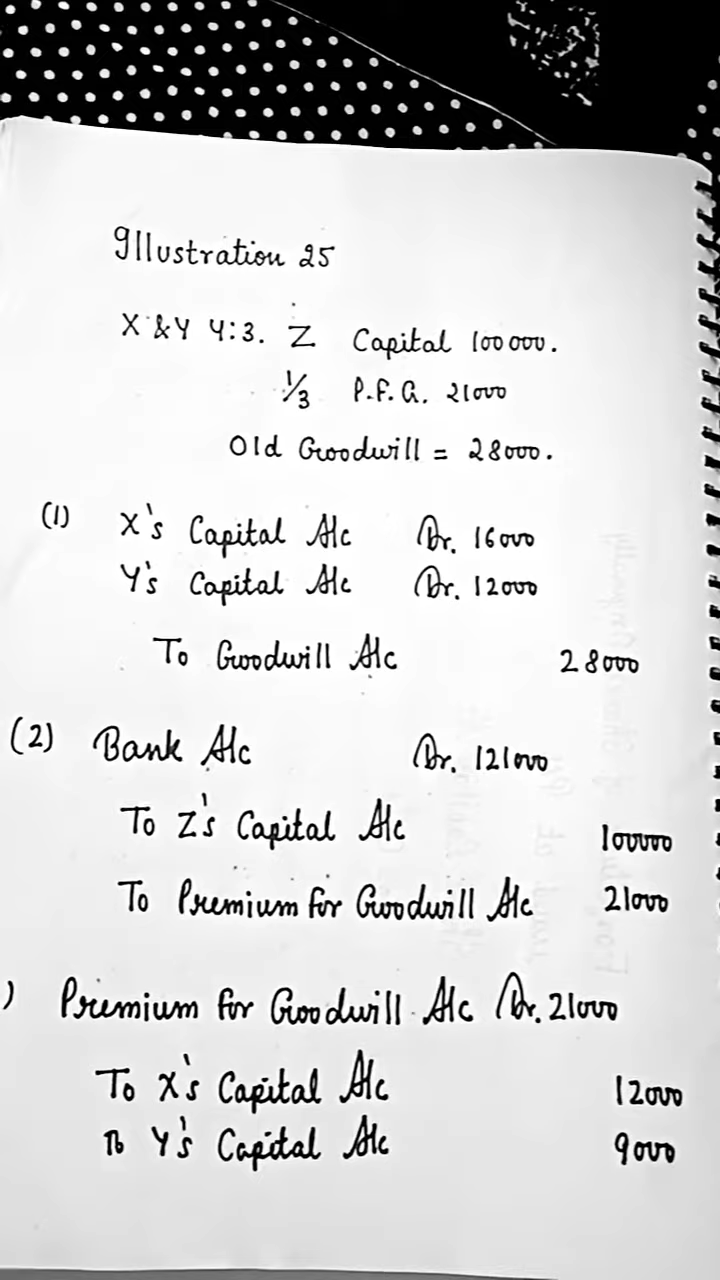 Illustration 25
X & Y 4:3. Z Capital 100000.
1/3 P.F.G. 21000
Old Goodwill = 28000.
(1) X's Capital A/c Dr. 16000
Y's Capital A/c Dr. 12000
To Goodwill A/c 28000
(2) Bank A/c Dr. 121000
To Z's Capital A/c 100000
To Premium for Goodwill A/c 21000
) Premium for Goodwill A/c Dr. 21000
To X's Capital A/c 12000
To Y's Capital A/c 9000